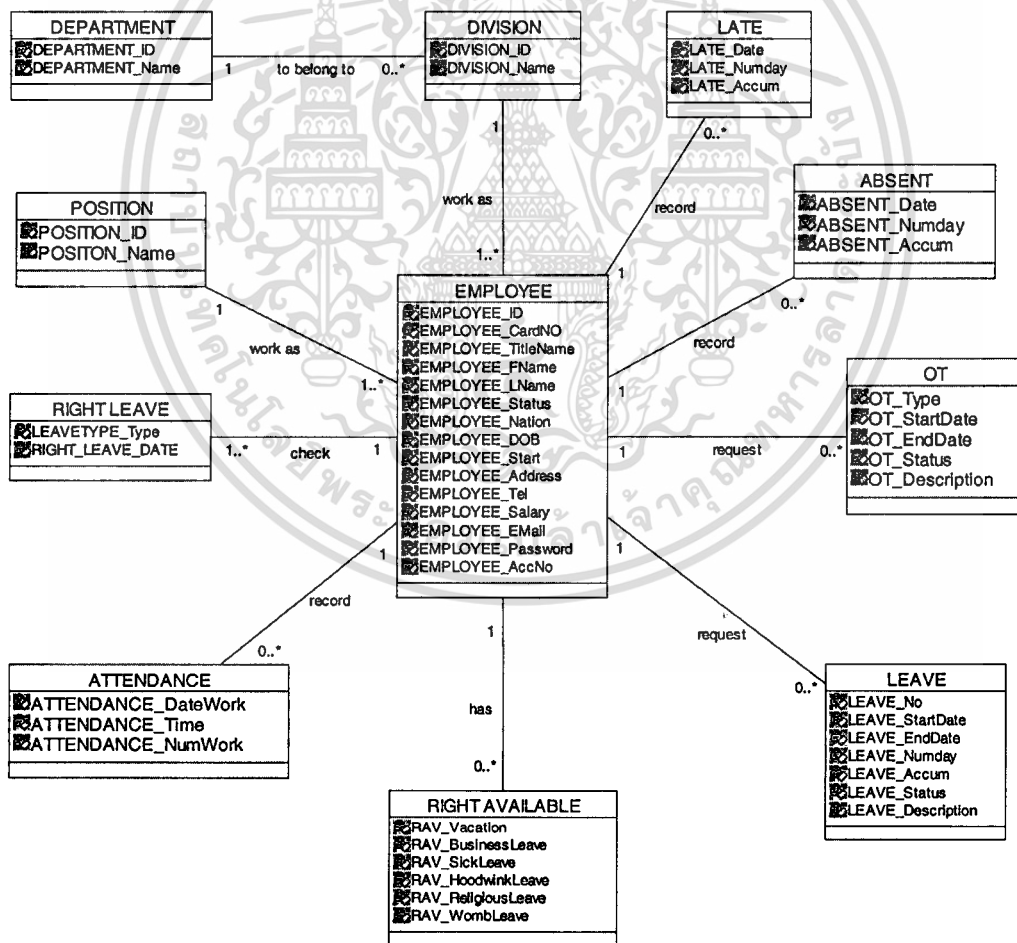 DEPARTMENT
DEPARTMENT_ID
DEPARTMENT_Name
1
to belong to
0..*
DIVISION
DIVISION_ID
DIVISION_Name
LATE
LATE_Date
LATE_Numday
LATE_Accum
1
work as
1..*
0..*
record
1
ABSENT
ABSENT_Date
ABSENT_Numday
ABSENT_Accum
0..*
record
1
POSITION
POSITION_ID
POSITON_Name
1
work as
1..*
EMPLOYEE
EMPLOYEE_ID
EMPLOYEE_CardNO
EMPLOYEE_TitleName
EMPLOYEE_FName
EMPLOYEE_LName
EMPLOYEE_Status
EMPLOYEE_Nation
EMPLOYEE_DOB
EMPLOYEE_Start
EMPLOYEE_Address
EMPLOYEE_Tel
EMPLOYEE_Salary
EMPLOYEE_EMail
EMPLOYEE_Password
EMPLOYEE_AccNo
OT
OT_Type
OT_StartDate
OT_EndDate
OT_Status
OT_Description
1
request
0..*
RIGHT LEAVE
LEAVETYPE_Type
RIGHT_LEAVE_DATE
1..*
check
1
1
record
0..*
1
request
0..*
ATTENDANCE
ATTENDANCE_DateWork
ATTENDANCE_Time
ATTENDANCE_NumWork
1
has
0..*
LEAVE
LEAVE_No
LEAVE_StartDate
LEAVE_EndDate
LEAVE_Numday
LEAVE_Accum
LEAVE_Status
LEAVE_Description
RIGHT AVAILABLE
RAV_Vacation
RAV_BusinessLeave
RAV_SickLeave
RAV_HoodwinkLeave
RAV_ReligiousLeave
RAV_WombLeave